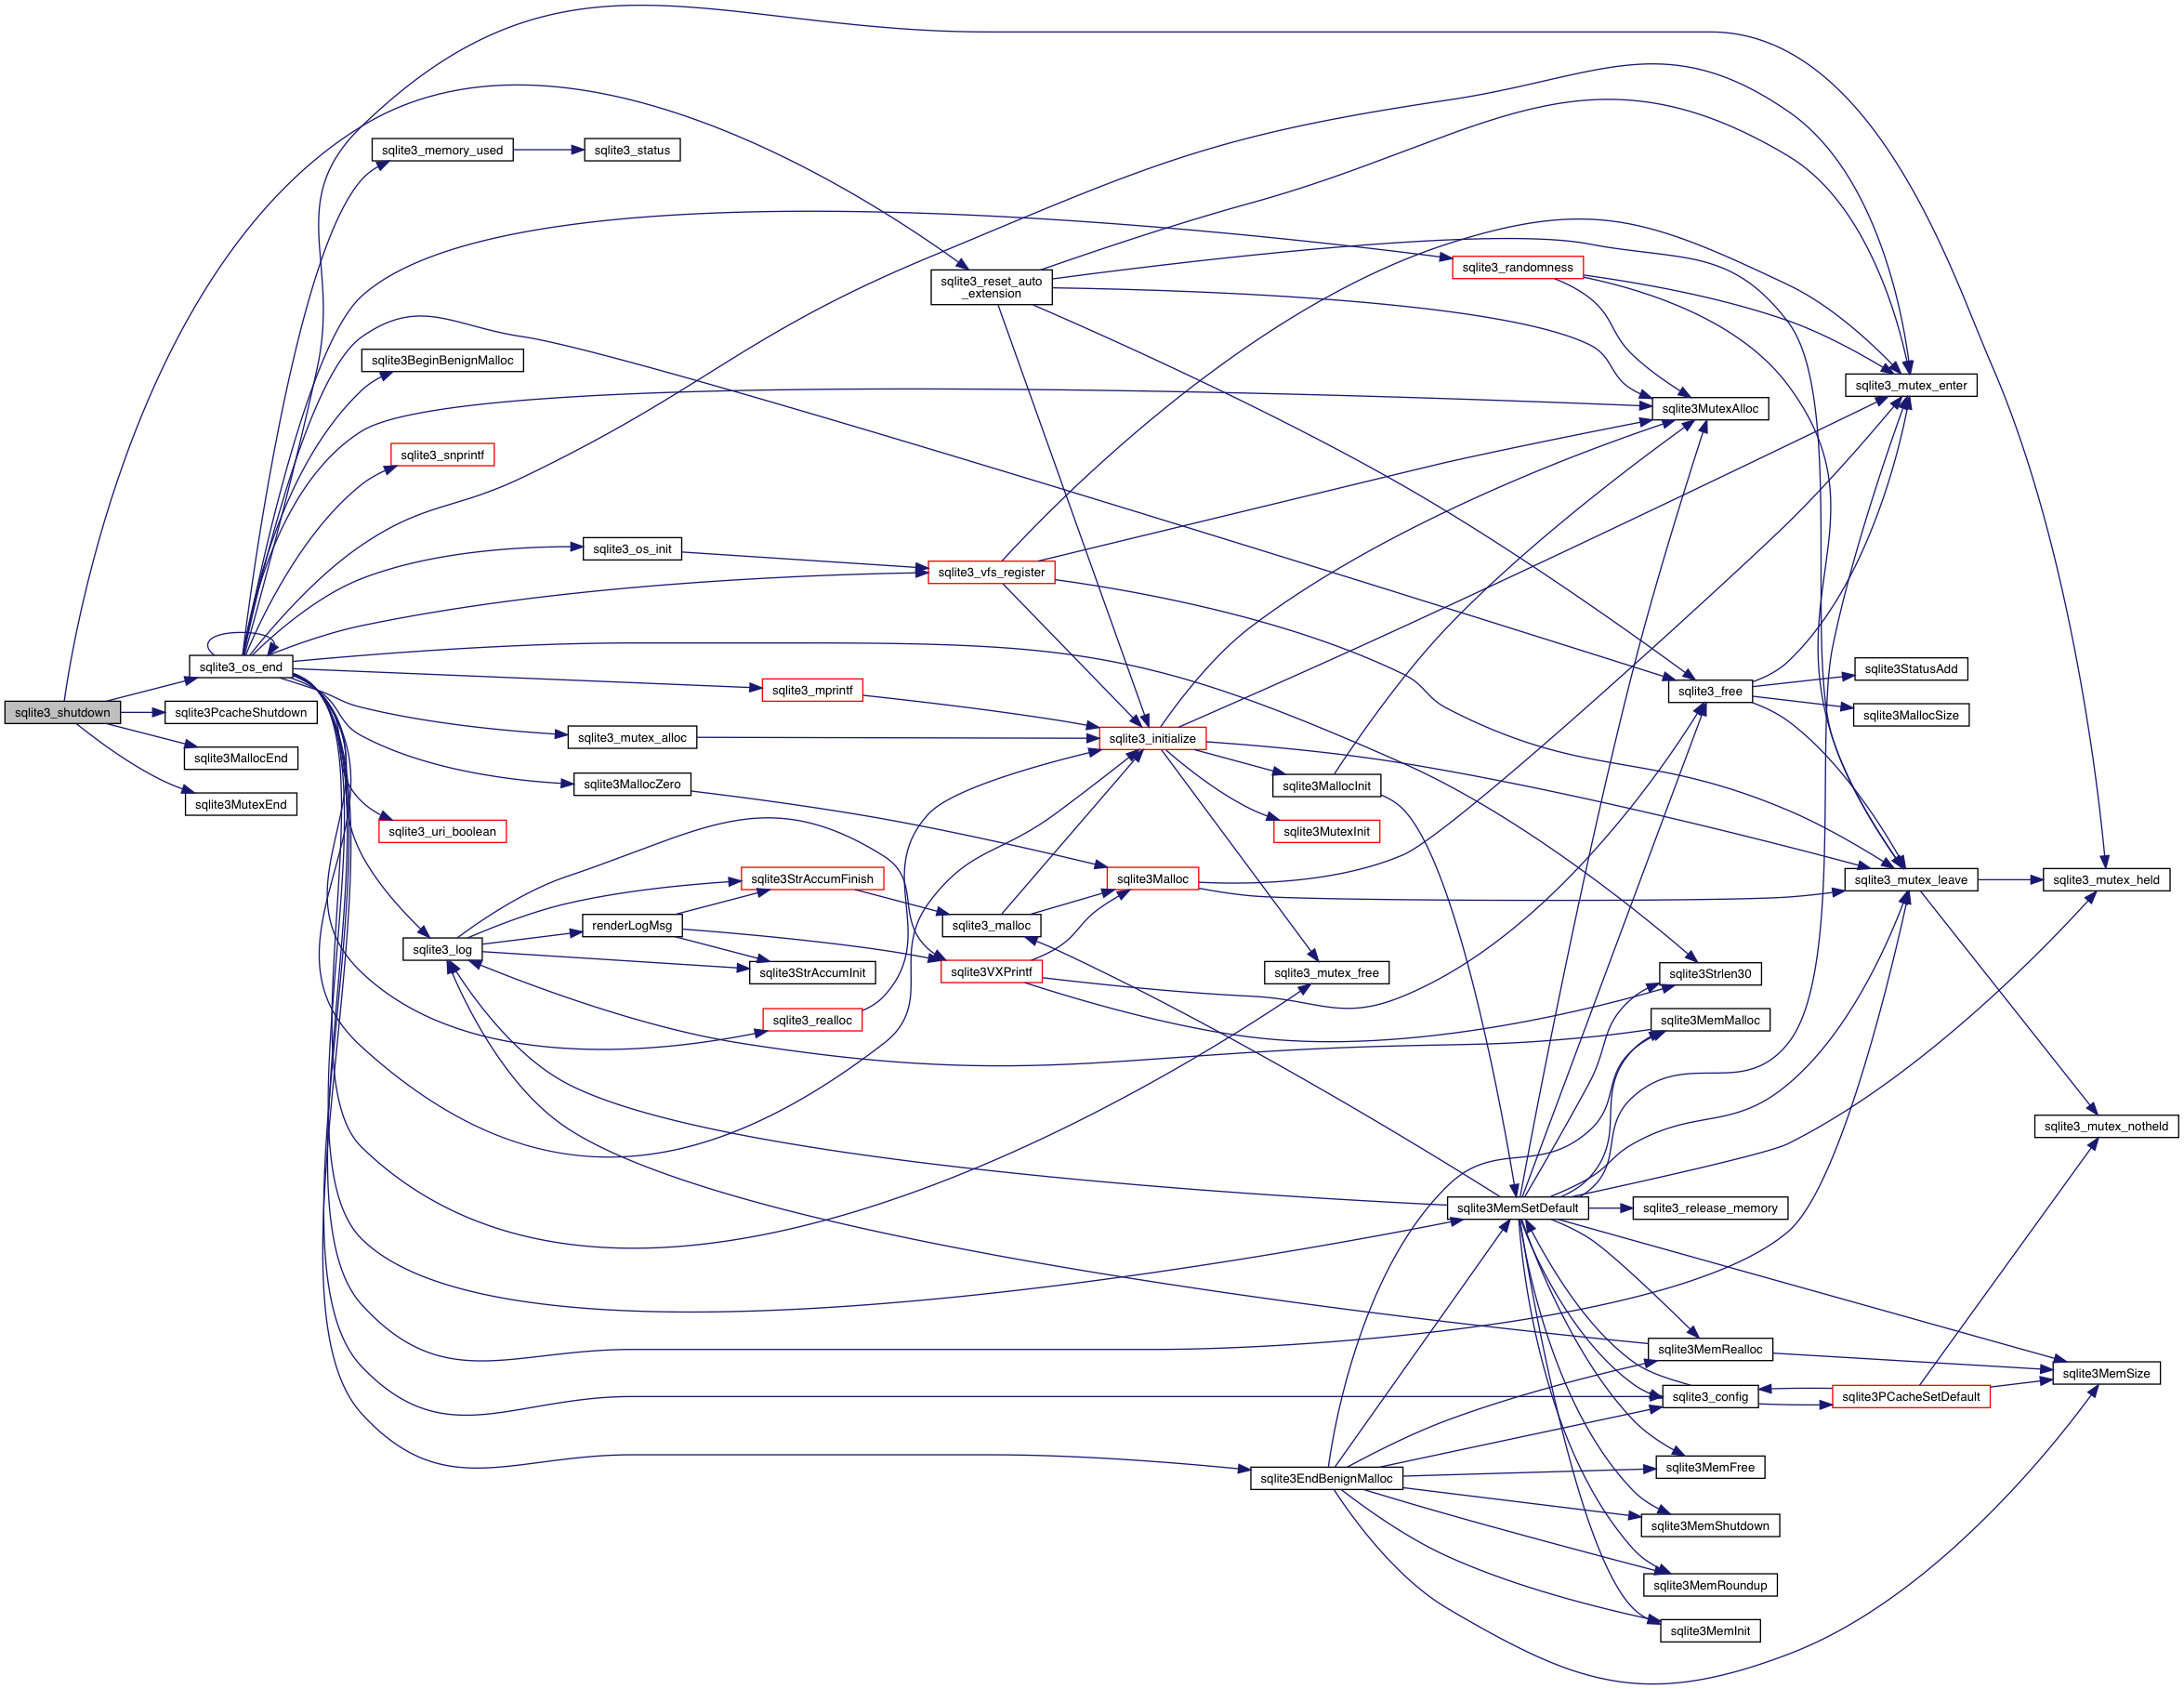 sqlite3_memory_used
sqlite3_status
sqlite3_randomness
sqlite3_reset_auto
_extension
sqlite3BeginBenignMalloc
sqlite3_mutex_enter
sqlite3MutexAlloc
sqlite3_snprintf
sqlite3_os_init
sqlite3_vfs_register
sqlite3_os_end
sqlite3StatusAdd
sqlite3_mprintf
sqlite3_free
sqlite3_shutdown
sqlite3PcacheShutdown
sqlite3MallocSize
sqlite3_mutex_alloc
sqlite3_initialize
sqlite3MallocEnd
sqlite3MallocZero
sqlite3MallocInit
sqlite3MutexEnd
sqlite3_uri_boolean
sqlite3MutexInit
sqlite3StrAccumFinish
sqlite3Malloc
sqlite3_mutex_leave
sqlite3_mutex_held
renderLogMsg
sqlite3_malloc
sqlite3_log
sqlite3StrAccumInit
sqlite3VXPrintf
sqlite3_mutex_free
sqlite3Strlen30
sqlite3_realloc
sqlite3MemMalloc
sqlite3_mutex_notheld
sqlite3MemSetDefault
sqlite3_release_memory
sqlite3MemRealloc
sqlite3MemSize
sqlite3_config
sqlite3PCacheSetDefault
sqlite3EndBenignMalloc
sqlite3MemFree
sqlite3MemShutdown
sqlite3MemRoundup
sqlite3MemInit